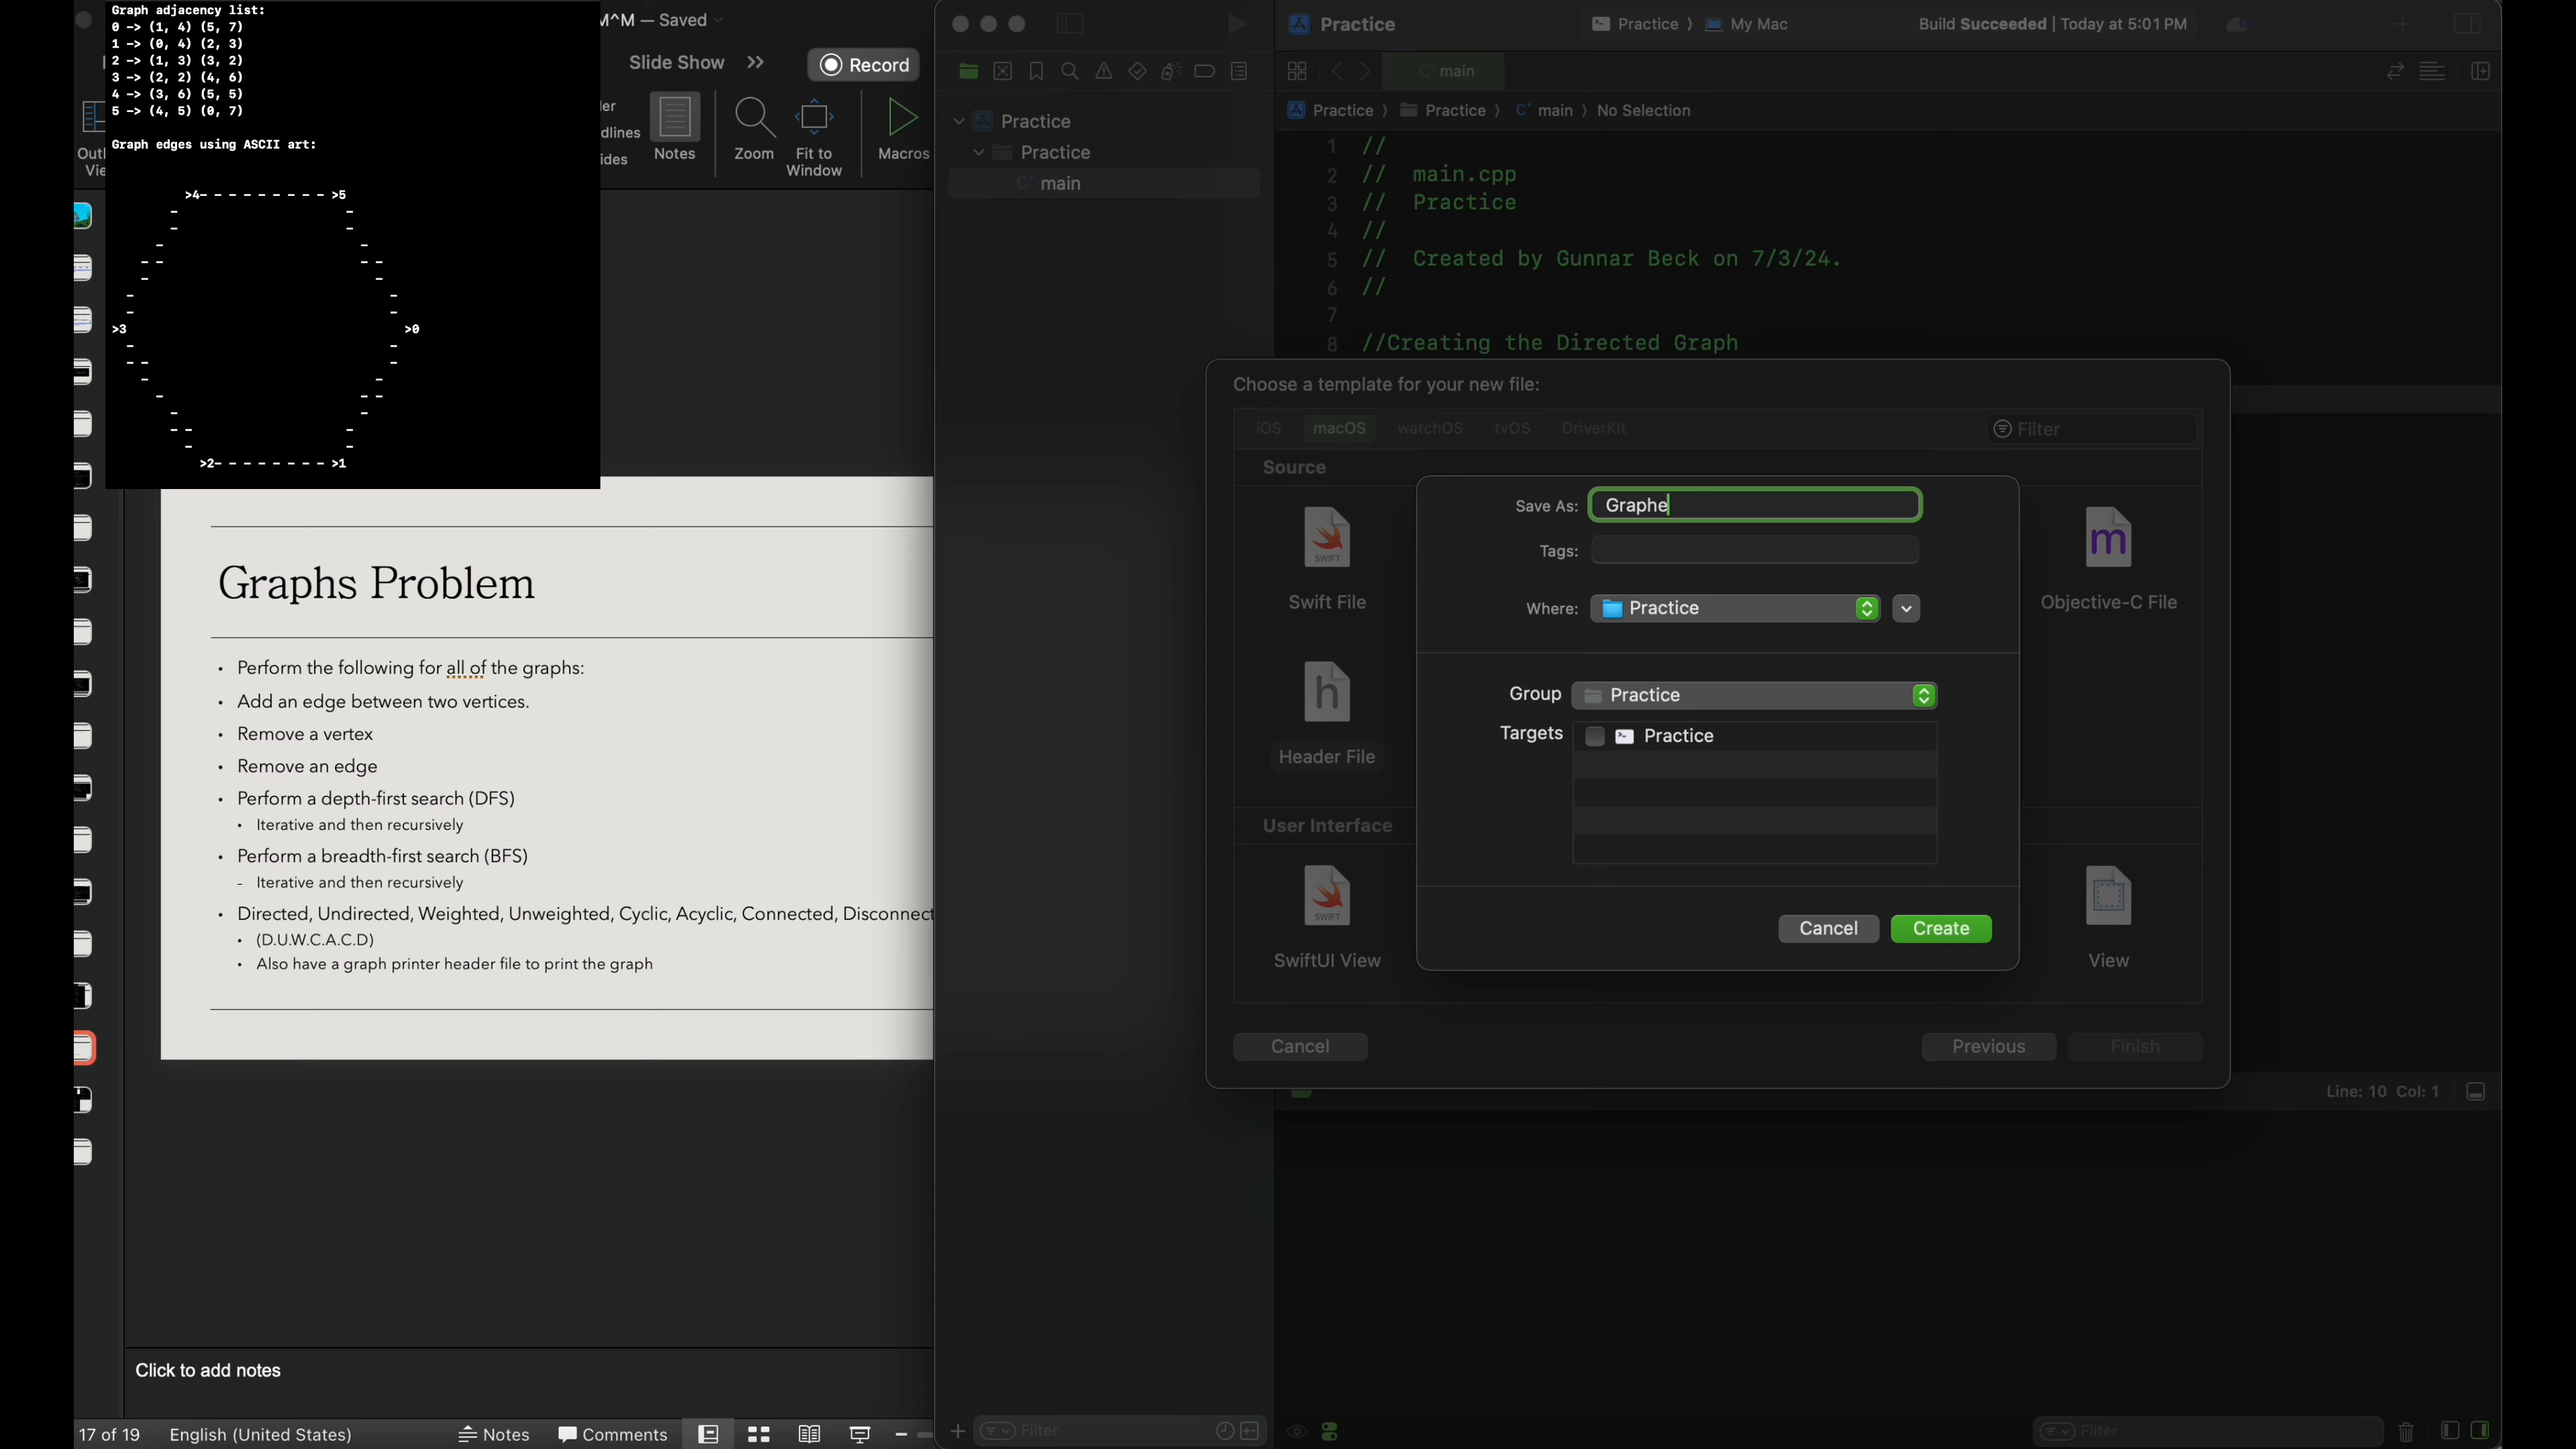 Graph adjacency list:
0 -> (1, 4) (5, 7)
1 -> (0, 4) (2, 3)
2 -> (1, 3) (3, 2)
3 -> (2, 2) (4, 6)
4 -> (3, 6) (5, 5)
5 -> (4, 5) (0, 7)
Graph edges using ASCII art:
>4- - - - - - - - - >5
>3 >0
>2- - - - - - - - >1
M^M — Saved
Slide Show
Record
Notes
Zoom
Fit to
Window
Macros
Graphs Problem
• Perform the following for all of the graphs:
• Add an edge between two vertices.
• Remove a vertex
• Remove an edge
• Perform a depth-first search (DFS)
• Iterative and then recursively
• Perform a breadth-first search (BFS)
- Iterative and then recursively
• Directed, Undirected, Weighted, Unweighted, Cyclic, Acyclic, Connected, Disconnect
• (D.U.W.C.A.C.D)
• Also have a graph printer header file to print the graph
Click to add notes
17 of 19 English (United States) Notes Comments
Practice
Practice
main
Filter
Practice
Practice 〉 My Mac
Build Succeeded | Today at 5:01 PM
main
Practice 〉 Practice 〉 main 〉 No Selection
1 //
2 // main.cpp
3 // Practice
4 //
5 // Created by Gunnar Beck on 7/3/24.
6 //
7
8 //Creating the Directed Graph
Choose a template for your new file:
iOS macOS watchOS tvOS DriverKit
Filter
Source
Swift File
Objective-C File
Header File
User Interface
SwiftUI View
View
Cancel Previous Finish
Save As: Graphe
Tags:
Where: Practice
Group Practice
Targets Practice
Cancel Create
Line: 10 Col: 1
Filter